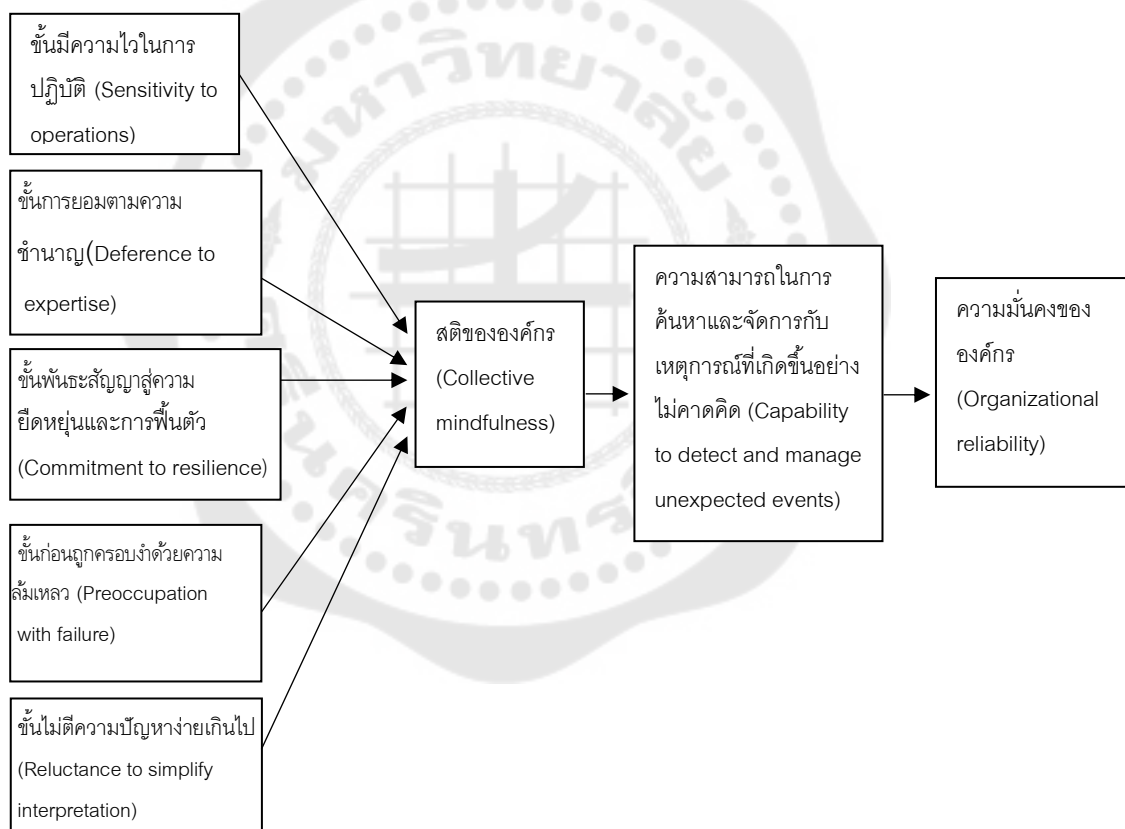 ขั้นมีความไวในการ
ปฏิบัติ (Sensitivity to
operations)
ขั้นการยอมตามความ
ชำนาญ(Deference to
expertise)
ขั้นพันธะสัญญาสู่ความ
ยืดหยุ่นและการฟื้นตัว
(Commitment to resilience)
ขั้นก่อนถูกครอบงำด้วยความ
ล้มเหลว (Preoccupation
with failure)
ขั้นไม่ตีความปัญหาง่ายเกินไป
(Reluctance to simplify
interpretation)
สติขององค์กร
(Collective
mindfulness)
ความสามารถในการ
ค้นหาและจัดการกับ
เหตุการณ์ที่เกิดขึ้นอย่าง
ไม่คาดคิด (Capability
to detect and manage
unexpected events)
ความมั่นคงของ
องค์กร
(Organizational
reliability)
มหาวิทยาลัย